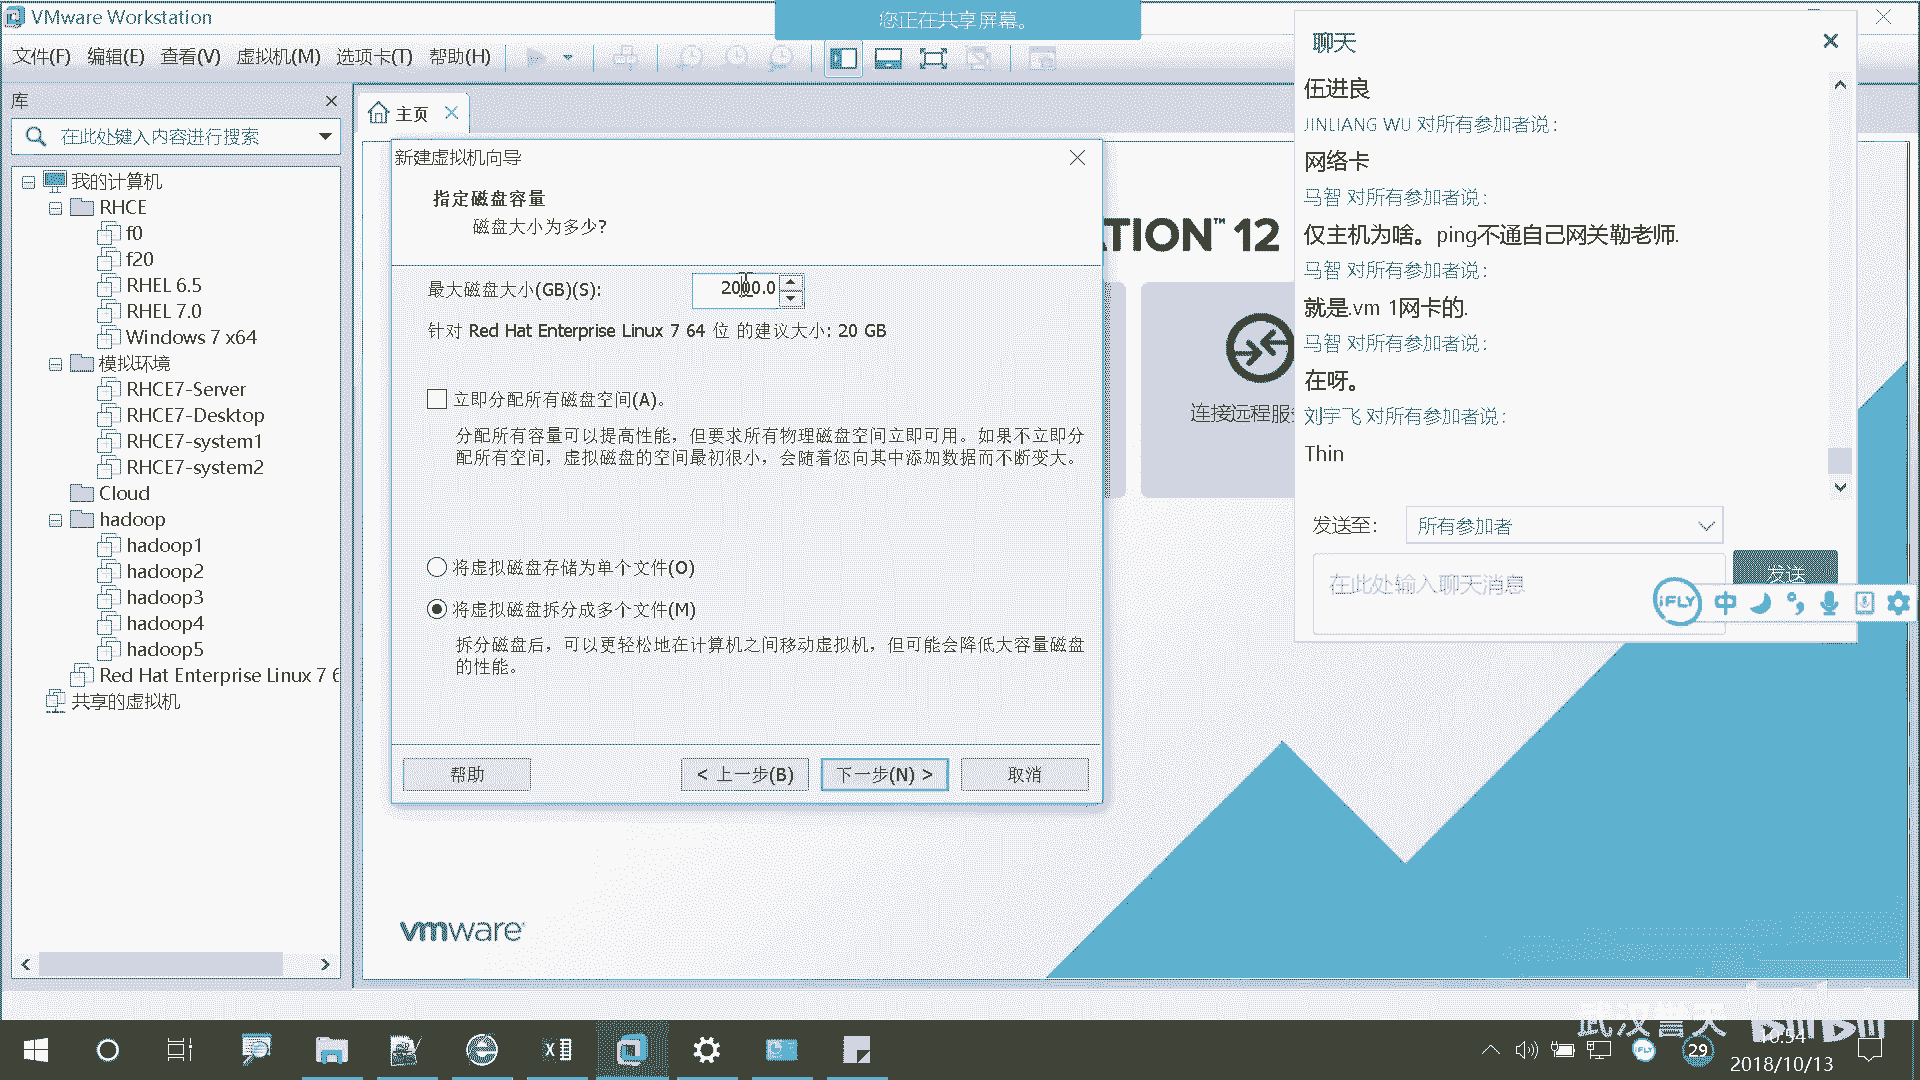 VMware Workstation
您正在共享屏幕。
文件(F) 编辑(E) 查看(V) 虚拟机(M) 选项卡(T) 帮助(H)
库
在此处键入内容进行搜索
我的计算机
RHCE
f0
f20
RHEL 6.5
RHEL 7.0
Windows 7 x64
模拟环境
RHCE7-Server
RHCE7-Desktop
RHCE7-system1
RHCE7-system2
Cloud
hadoop
hadoop1
hadoop2
hadoop3
hadoop4
hadoop5
Red Hat Enterprise Linux 7 6
共享的虚拟机
主页
新建虚拟机向导
指定磁盘容量
磁盘大小为多少?
最大磁盘大小(GB)(S): 2000.0
针对 Red Hat Enterprise Linux 7 64 位 的建议大小: 20 GB
立即分配所有磁盘空间(A)。
分配所有容量可以提高性能，但要求所有物理磁盘空间立即可用。如果不立即分
配所有空间，虚拟磁盘的空间最初很小，会随着您向其中添加数据而不断变大。
将虚拟磁盘存储为单个文件(O)
将虚拟磁盘拆分成多个文件(M)
拆分磁盘后，可以更轻松地在计算机之间移动虚拟机，但可能会降低大容量磁盘
的性能。
帮助 < 上一步(B) 下一步(N) > 取消
ATION™ 12
连接远程服
vmware
聊天
伍进良
JINLIANG WU 对所有参加者说:
网络卡
马智 对所有参加者说:
仅主机为啥。ping不通自己网关勒老师.
马智 对所有参加者说:
就是.vm 1网卡的.
马智 对所有参加者说:
在呀。
刘宇飞 对所有参加者说:
Thin
发送至: 所有参加者
在此处输入聊天消息
发送
iFLY 中
武汉誉天 bilibili
29
10:54
2018/10/13